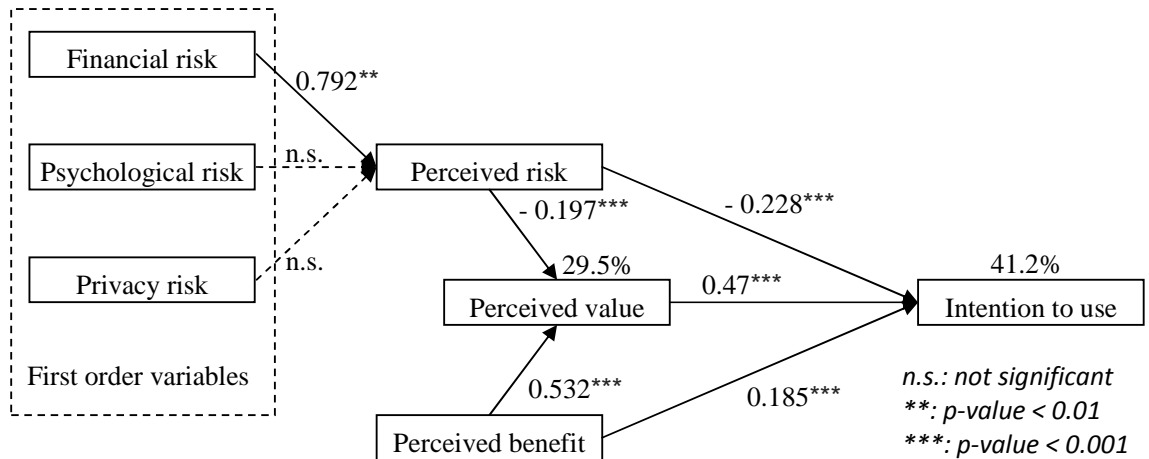 Financial risk
0.792**
Psychological risk
n.s.
Perceived risk
- 0.197***
- 0.228***
n.s.
Privacy risk
29.5%
Perceived value
0.47***
41.2%
Intention to use
First order variables
0.532***
0.185***
Perceived benefit
n.s.: not significant
**: p-value < 0.01
***: p-value < 0.001